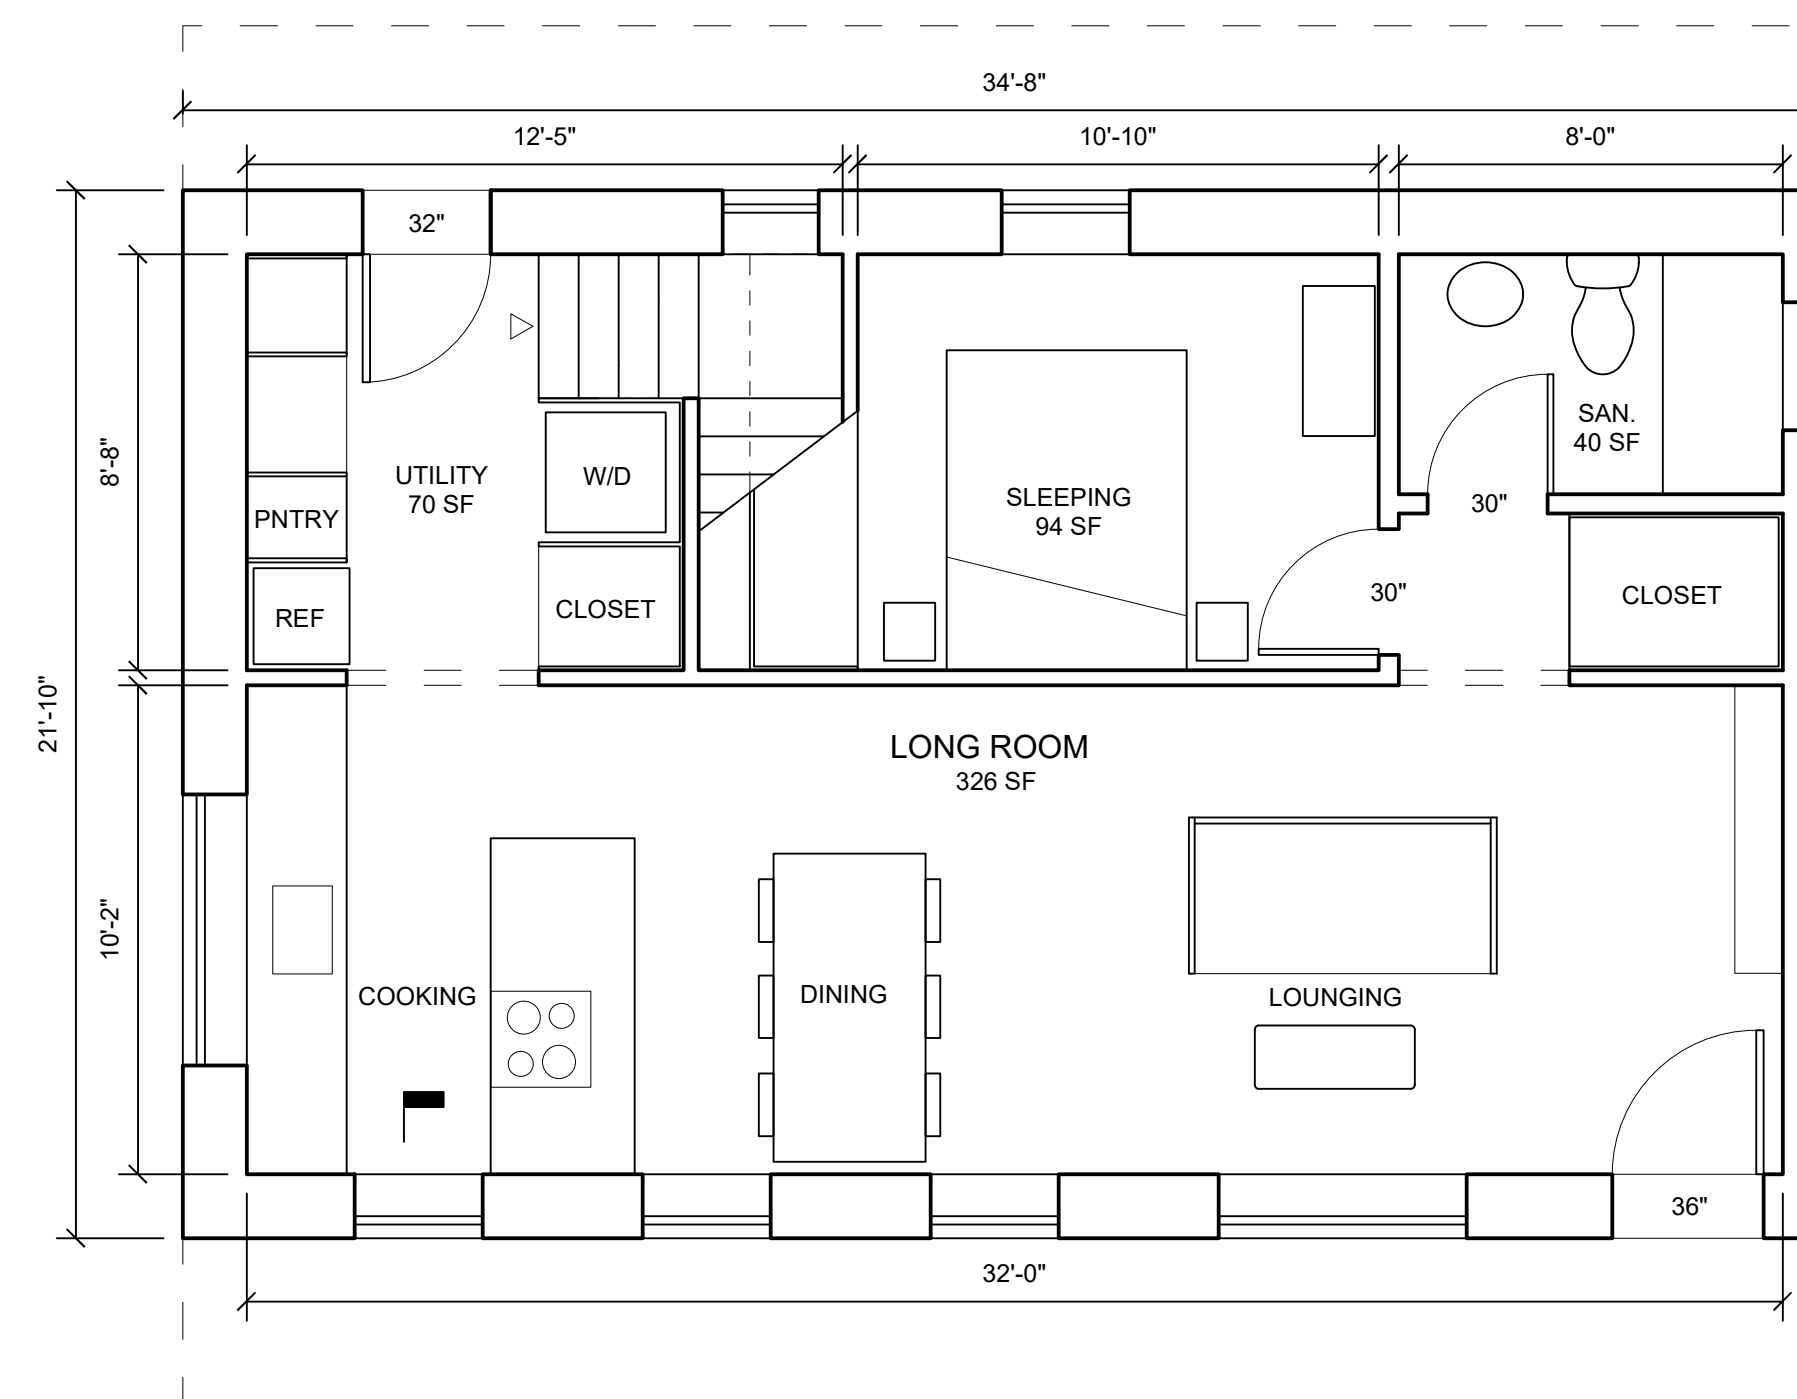 34'-8"
12'-5"
10'-10"
8'-0"
32"
SAN.
40 SF
8'-8"
UTILITY
70 SF
W/D
SLEEPING
94 SF
30"
PNTRY
30"
REF
CLOSET
CLOSET
21'-10"
LONG ROOM
326 SF
10'-2"
COOKING
DINING
LOUNGING
36"
32'-0"